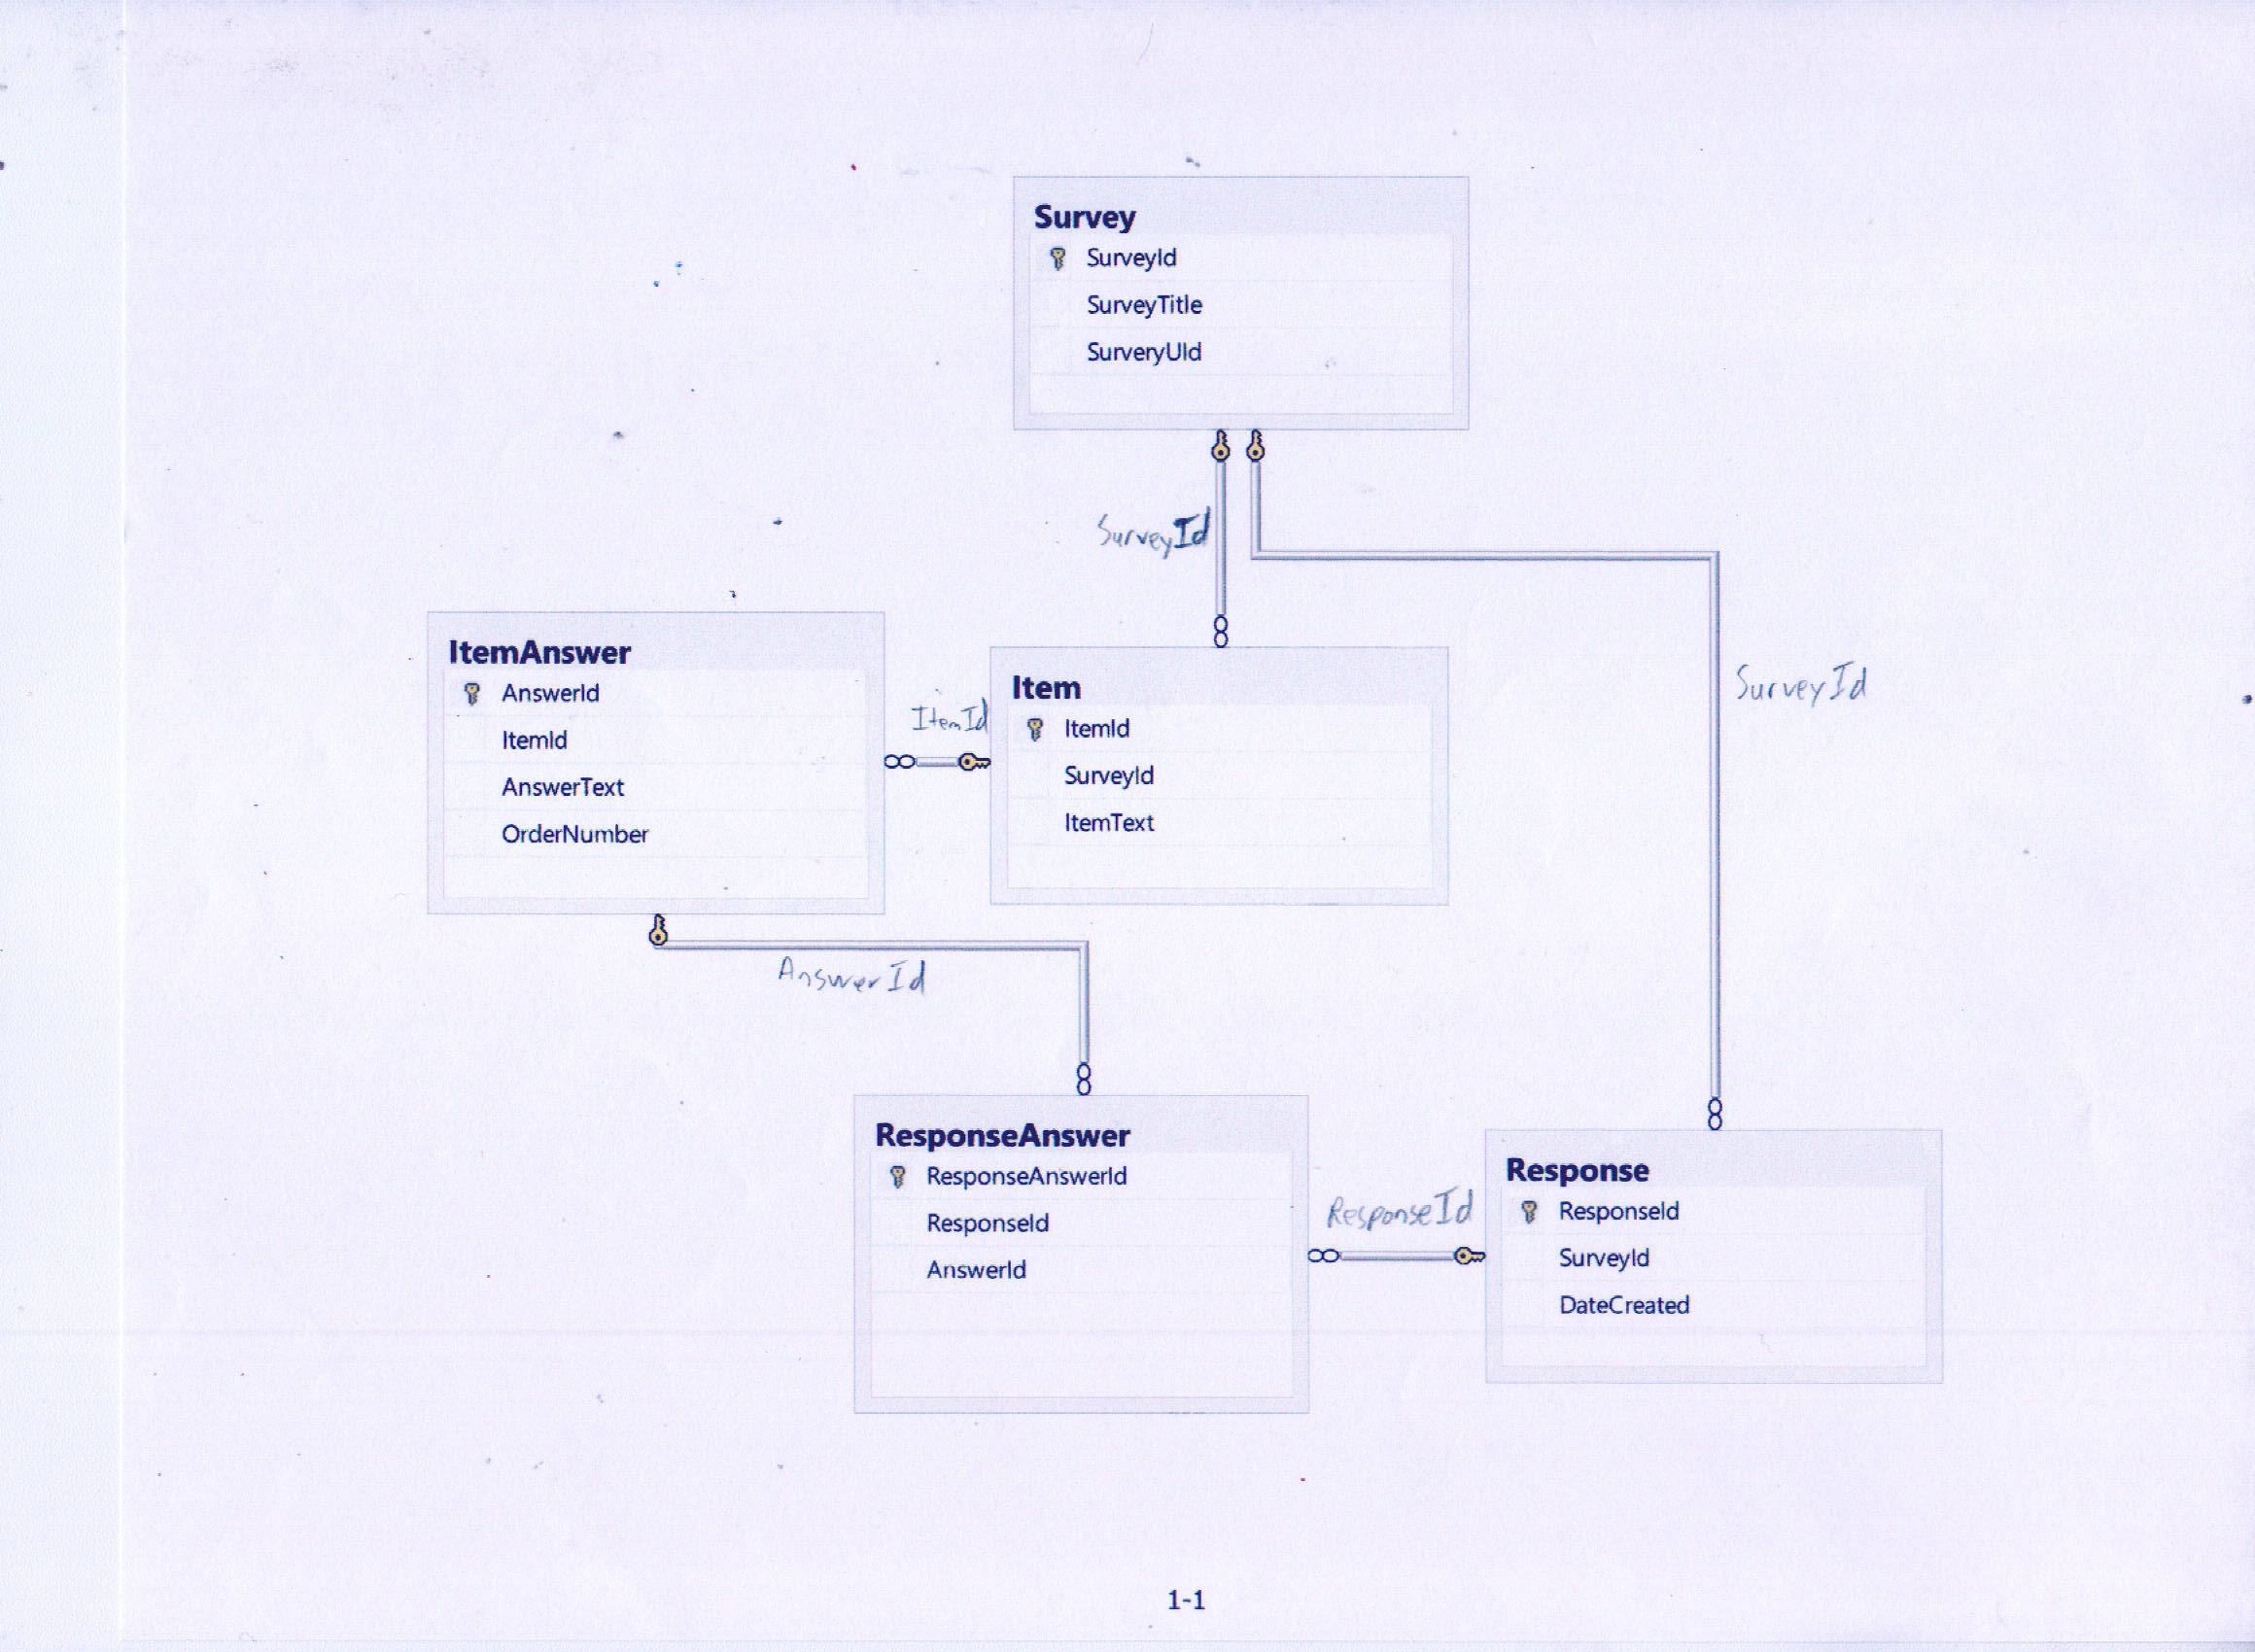 Survey
SurveyId
SurveyTitle
SurveryUId
SurveyId
SurveyId
ItemAnswer
AnswerId
ItemId
AnswerText
OrderNumber
ItemId
Item
ItemId
SurveyId
ItemText
AnswerId
ResponseAnswer
ResponseAnswerId
ResponseId
AnswerId
ResponseId
Response
ResponseId
SurveyId
DateCreated
1-1